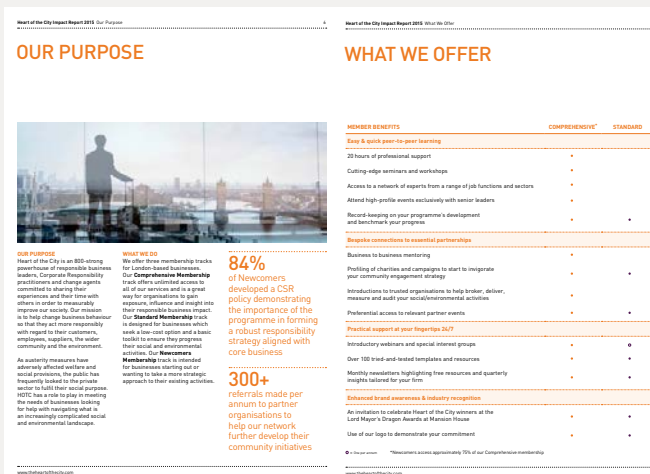 Heart of the City Impact Report 2015 Our Purpose
6
OUR PURPOSE
OUR PURPOSE
Heart of the City is an 800-strong
powerhouse of responsible business
leaders, Corporate Responsibility
practitioners and change agents
committed to sharing their
experiences and their time with
others in order to measurably
improve our society. Our mission
is to help change business behaviour
so that they act more responsibly
with regard to their customers,
employees, suppliers, the wider
community and the environment.
As austerity measures have
adversely affected welfare and
social provisions, the public has
frequently looked to the private
sector to fulfil their social purpose.
HOTC has a role to play in meeting
the needs of businesses looking
for help with navigating what is
an increasingly complicated social
and environmental landscape.
WHAT WE DO
We offer three membership tracks
for London-based businesses.
Our Comprehensive Membership
track offers unlimited access to
all of our services and is a great
way for organisations to gain
exposure, influence and insight into
their responsible business impact.
Our Standard Membership track
is designed for businesses which
seek a low-cost option and a basic
toolkit to ensure they progress
their social and environmental
activities. Our Newcomers
Membership track is intended
for businesses starting out or
wanting to take a more strategic
approach to their existing activities.
84%
of Newcomers
developed a CSR
policy demonstrating
the importance of the
programme in forming
a robust responsibility
strategy aligned with
core business
300+
referrals made per
annum to partner
organisations to
help our network
further develop their
community initiatives
www.theheartofthecity.com
Heart of the City Impact Report 2015 What We Offer
WHAT WE OFFER
MEMBER BENEFITS COMPREHENSIVE* STANDARD
Easy & quick peer-to-peer learning
20 hours of professional support •
Cutting-edge seminars and workshops •
Access to a network of experts from a range of job functions and sectors •
Attend high-profile events exclusively with senior leaders •
Record-keeping on your programme's development
and benchmark your progress • •
Bespoke connections to essential partnerships
Business to business mentoring •
Profiling of charities and campaigns to start to invigorate
your community engagement strategy • •
Introductions to trusted organisations to help broker, deliver,
measure and audit your social/environmental activities •
Preferential access to relevant partner events • •
Practical support at your fingertips 24/7
Introductory webinars and special interest groups • o
Over 100 tried-and-tested templates and resources • •
Monthly newsletters highlighting free resources and quarterly
insights tailored for your firm • •
Enhanced brand awareness & industry recognition
An invitation to celebrate Heart of the City winners at the
Lord Mayor's Dragon Awards at Mansion House • •
Use of our logo to demonstrate your commitment • •
o = One per annum *Newcomers access approximately 75% of our Comprehensive membership
www.theheartofthecity.com